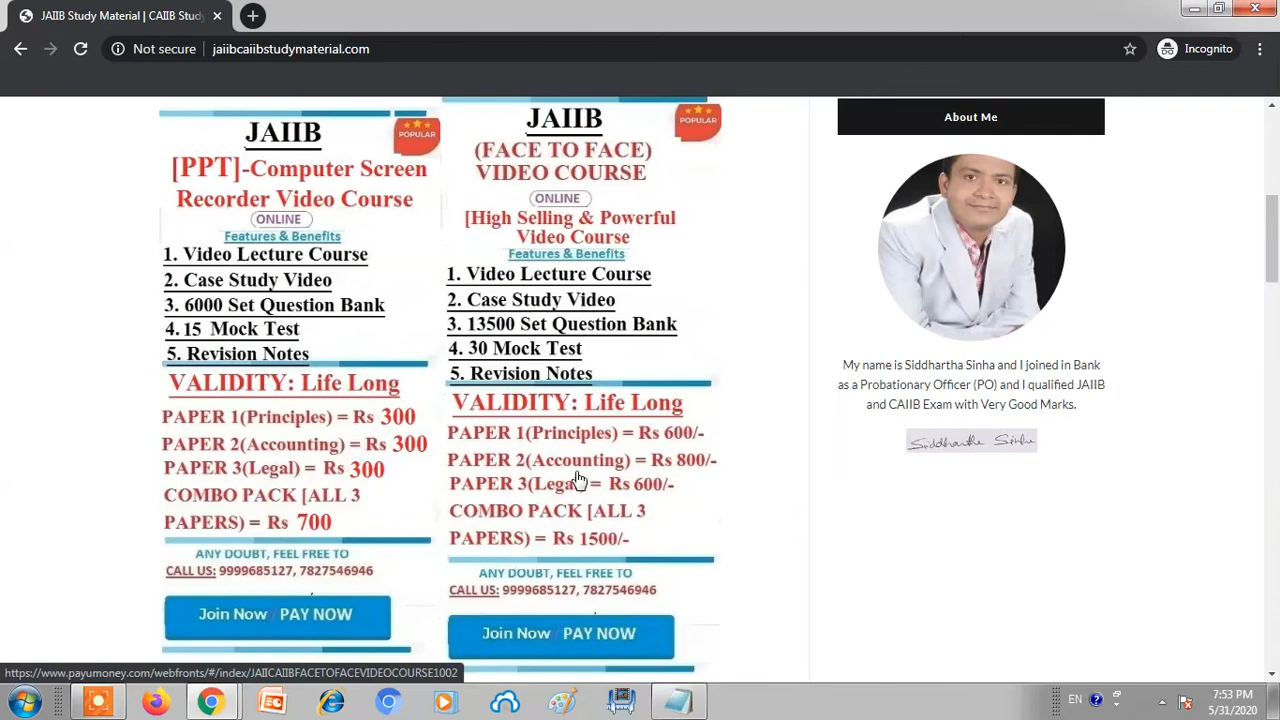 JAIIB Study Material | CAIIB Stud
Not secure
jaiibcaiibstudymaterial.com
Incognito
JAIIB
POPULAR
[PPT]-Computer Screen
Recorder Video Course
ONLINE
Features & Benefits
1. Video Lecture Course
2. Case Study Video
3. 6000 Set Question Bank
4. 15 Mock Test
5. Revision Notes
VALIDITY: Life Long
PAPER 1(Principles) = Rs 300
PAPER 2(Accounting) = Rs 300
PAPER 3(Legal) = Rs 300
COMBO PACK [ALL 3
PAPERS) = Rs 700
ANY DOUBT, FEEL FREE TO
CALL US: 9999685127, 7827546946
Join Now / PAY NOW
JAIIB
POPULAR
(FACE TO FACE)
VIDEO COURSE
ONLINE
[High Selling & Powerful
Video Course
Features & Benefits
1. Video Lecture Course
2. Case Study Video
3. 13500 Set Question Bank
4. 30 Mock Test
5. Revision Notes
VALIDITY: Life Long
PAPER 1(Principles) = Rs 600/-
PAPER 2(Accounting) = Rs 800/-
PAPER 3(Legal) = Rs 600/-
COMBO PACK [ALL 3
PAPERS) = Rs 1500/-
ANY DOUBT, FEEL FREE TO
CALL US: 9999685127, 7827546946
Join Now / PAY NOW
About Me
My name is Siddhartha Sinha and I joined in Bank
as a Probationary Officer (PO) and I qualified JAIIB
and CAIIB Exam with Very Good Marks.
Siddhartha Sinha
https://www.payumoney.com/webfronts/#/index/JAIICAIIBFACETOFACEVIDEOCOURSE1002
EN
7:53 PM
5/31/2020